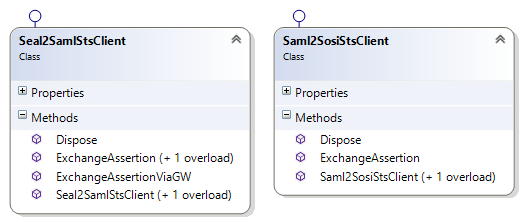 Seal2SamlStsClient
Class
Properties
Methods
Dispose
ExchangeAssertion (+ 1 overload)
ExchangeAssertionViaGW
Seal2SamlStsClient (+ 1 overload)
Saml2SosiStsClient
Class
Properties
Methods
Dispose
ExchangeAssertion
Saml2SosiStsClient (+ 1 overload)